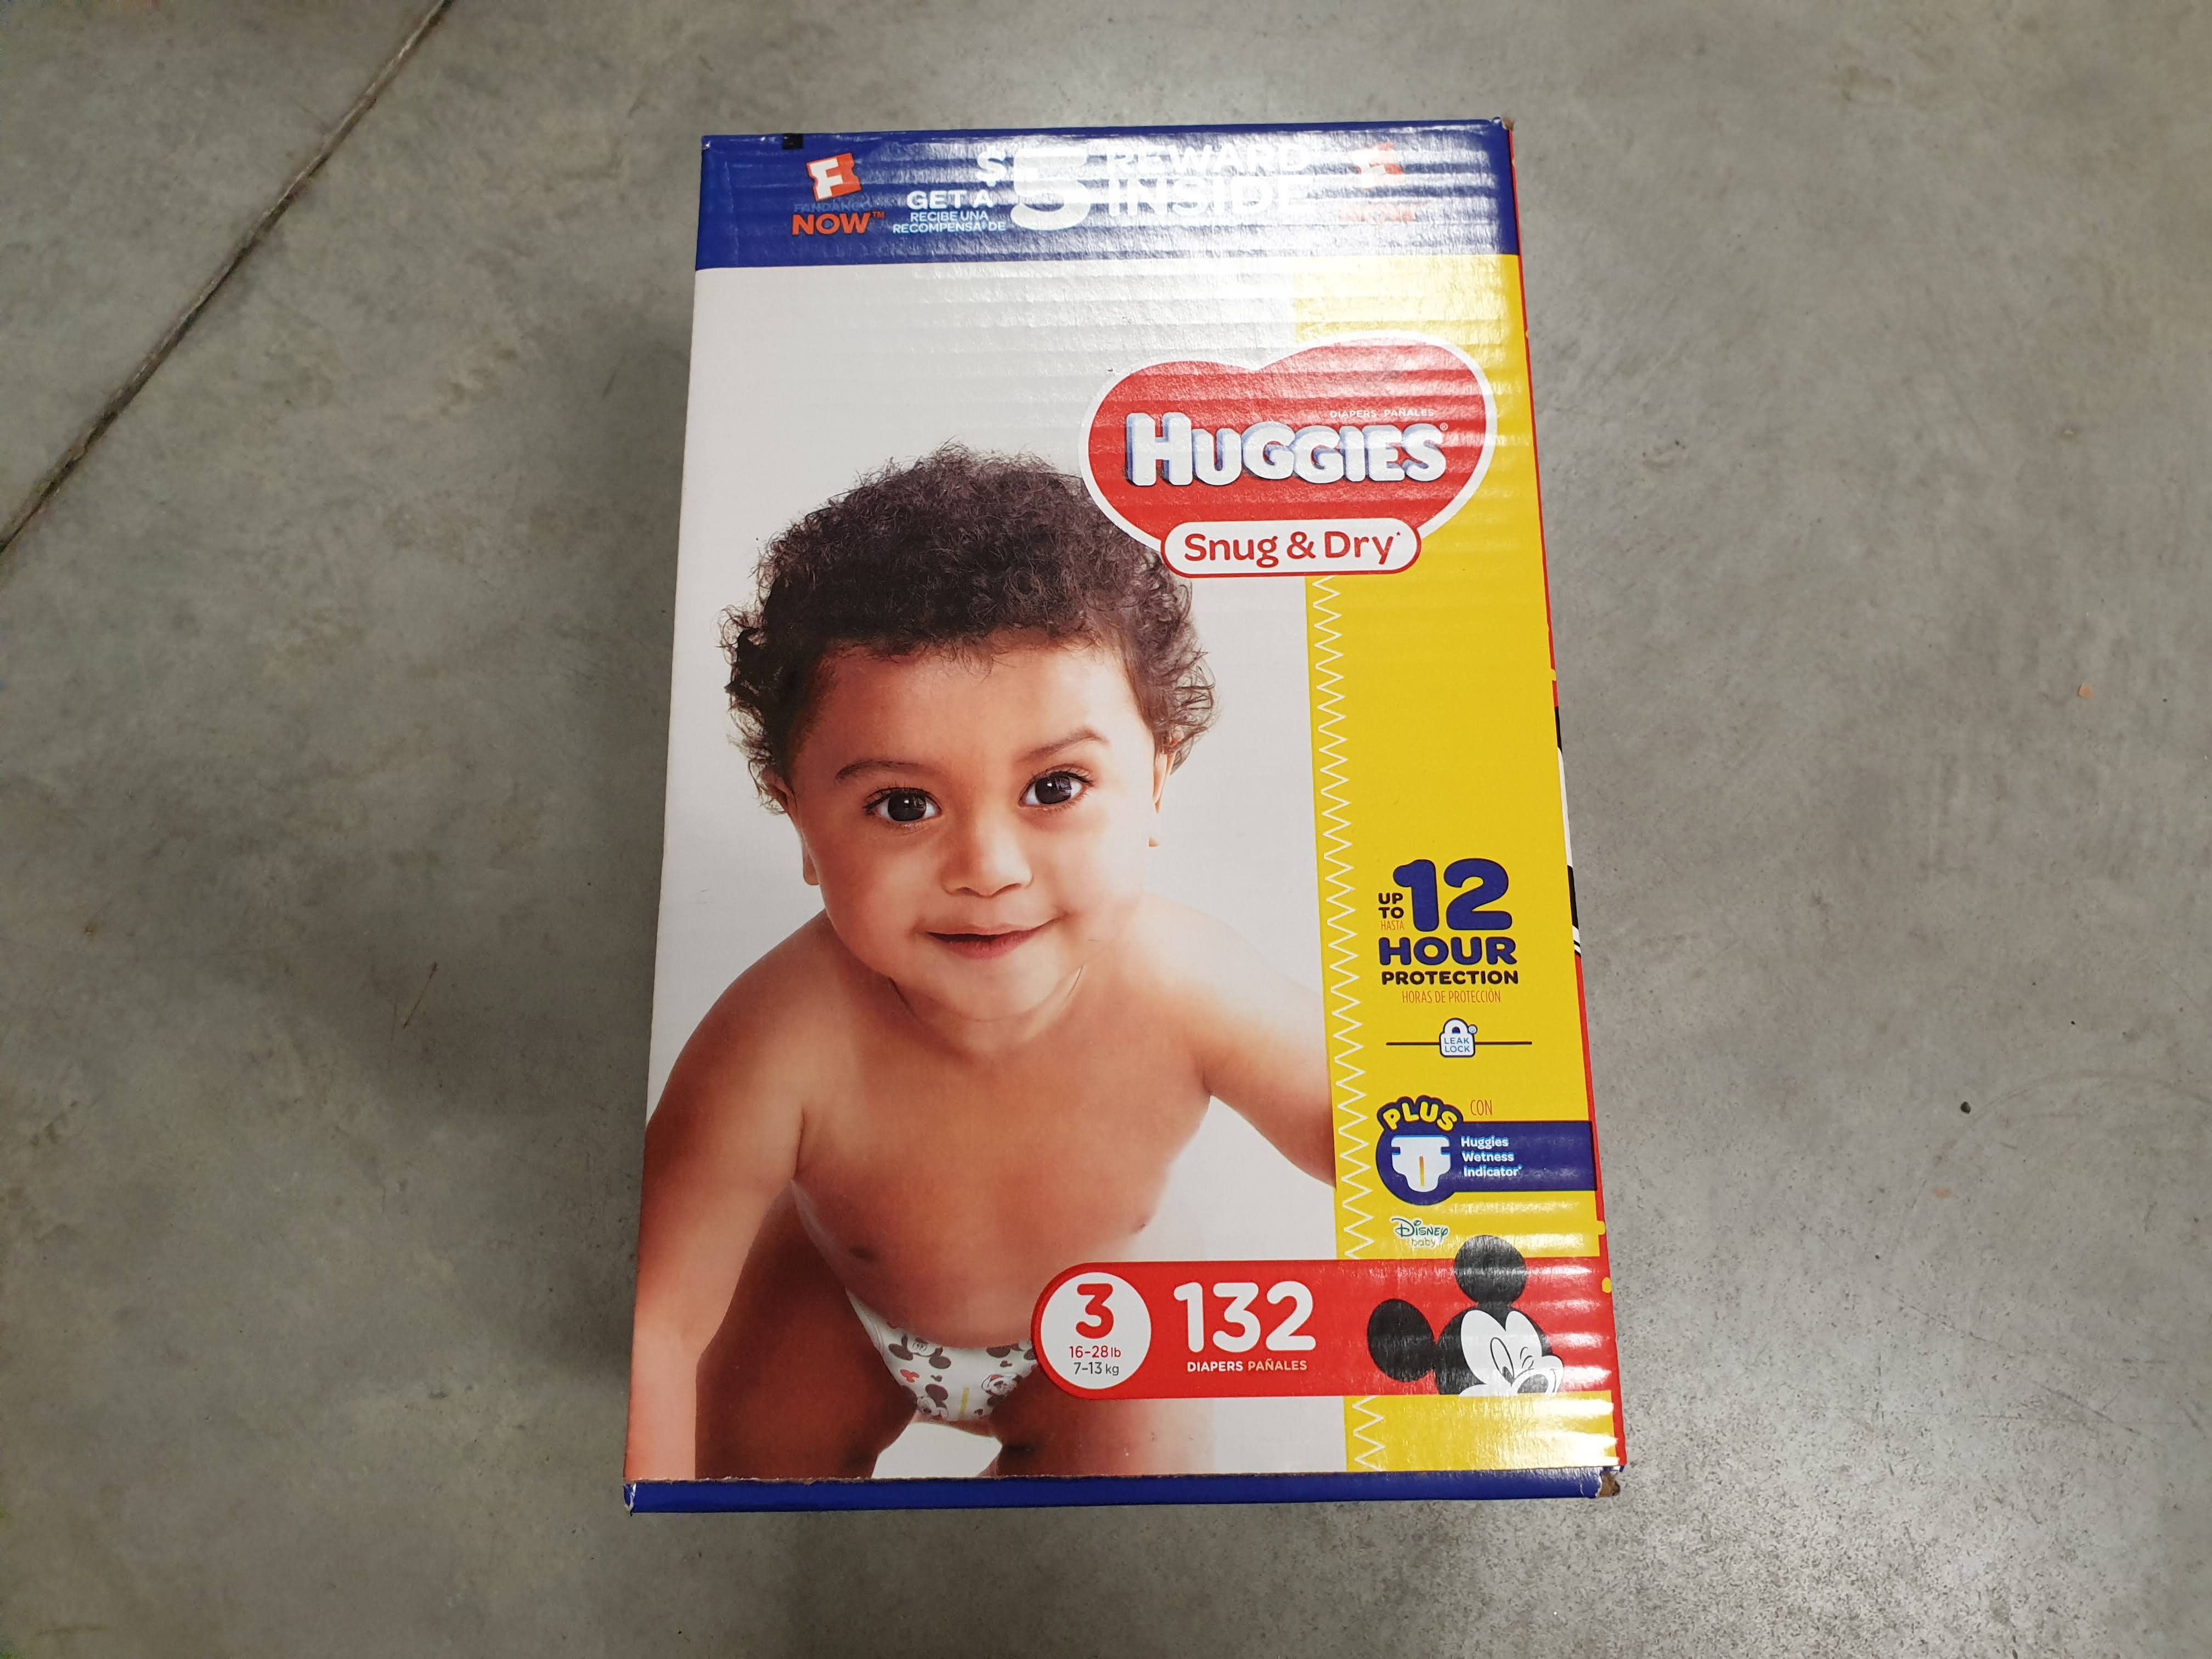 FANDANGO
NOW™
GET A
RECIBE UNA
RECOMPENSA DE
$5
REWARD
INSIDE
DIAPERS PAÑALES
HUGGIES®
Snug & Dry*
UP
TO
HASTA
12
HOUR
PROTECTION
HORAS DE PROTECCIÓN
LEAK
LOCK®
PLUS
CON
Huggies
Wetness
Indicator*
Disney
baby
3
16-28 lb
7-13 kg
132
DIAPERS PAÑALES